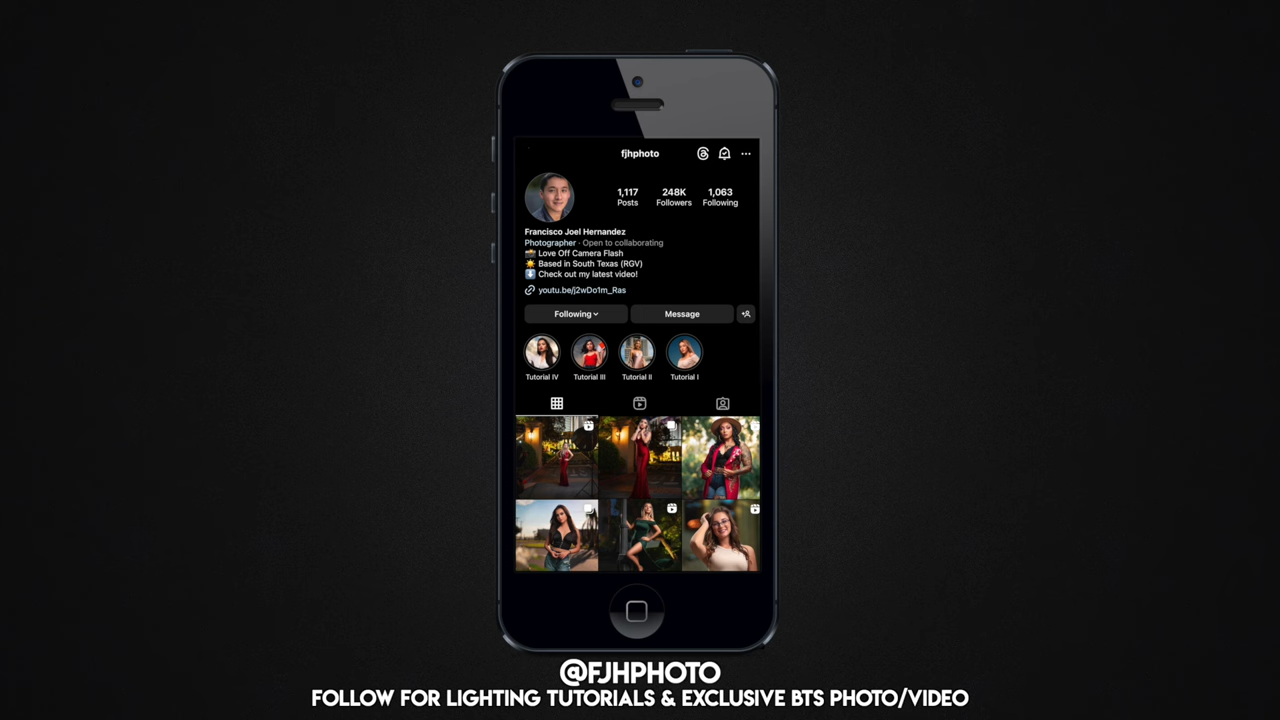 fjhphoto
1,117 248K 1,063
Posts Followers Following
Francisco Joel Hernandez
Photographer · Open to collaborating
📸 Love Off Camera Flash
☀️ Based in South Texas (RGV)
⬇️ Check out my latest video!
youtu.be/j2wDo1m_Ras
Following Message
Tutorial IV Tutorial III Tutorial II Tutorial I
@FJHPHOTO
FOLLOW FOR LIGHTING TUTORIALS & EXCLUSIVE BTS PHOTO/VIDEO